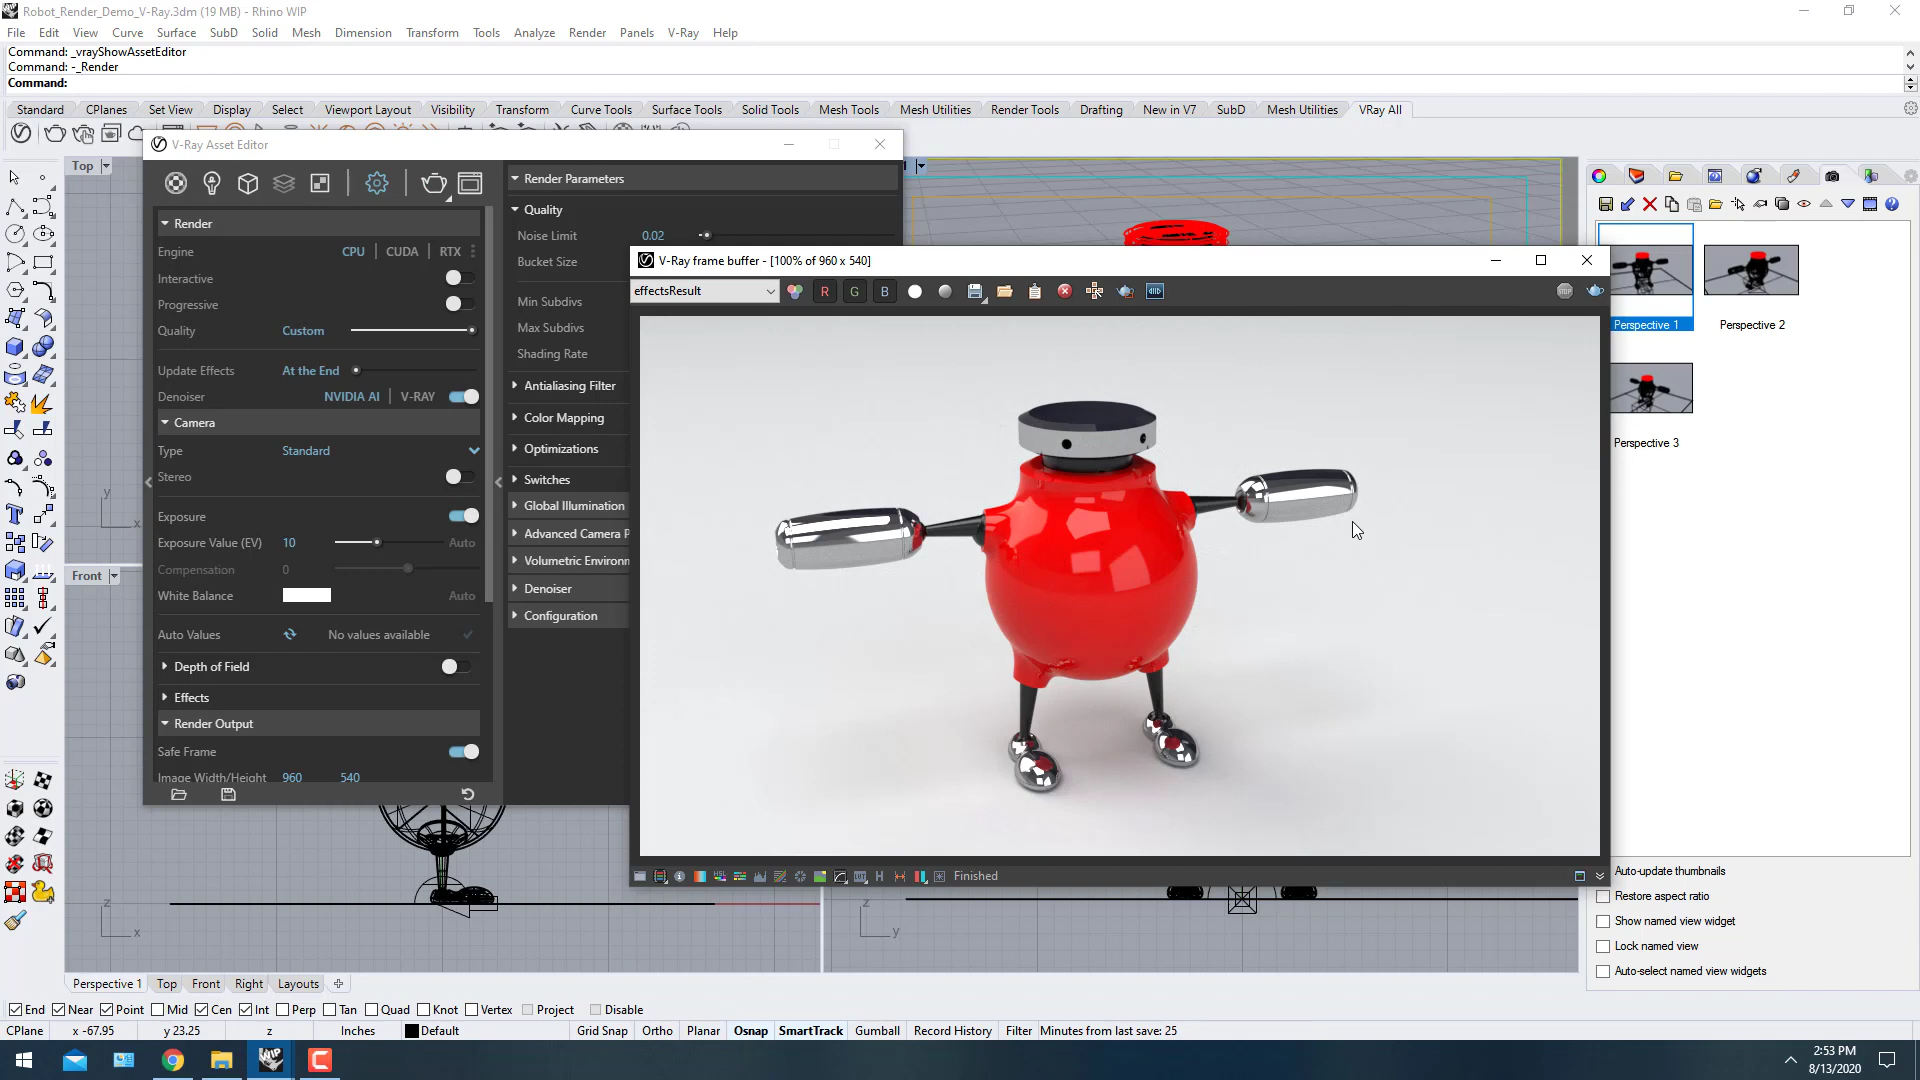 Robot_Render_Demo_V-Ray.3dm (19 MB) - Rhino WIP
File Edit View Curve Surface SubD Solid Mesh Dimension Transform Tools Analyze Render Panels V-Ray Help
Command: _vrayShowAssetEditor
Command: -_Render
Command:
Standard CPlanes Set View Display Select Viewport Layout Visibility Transform Curve Tools Surface Tools Solid Tools Mesh Tools Mesh Utilities Render Tools Drafting New in V7 SubD Mesh Utilities VRay All
Top
V-Ray Asset Editor
Render
Engine CPU CUDA RTX
Interactive
Progressive
Quality Custom
Update Effects At the End
Denoiser NVIDIA AI V-RAY
Camera
Type Standard
Stereo
Exposure
Exposure Value (EV) 10 Auto
Compensation 0
White Balance Auto
Auto Values No values available
Depth of Field
Effects
Render Output
Safe Frame
Image Width/Height 960 540
Render Parameters
Quality
Noise Limit 0.02
Bucket Size
Min Subdivs
Max Subdivs
Shading Rate
Antialiasing Filter
Color Mapping
Optimizations
Switches
Global Illumination
Advanced Camera P
Volumetric Environm
Denoiser
Configuration
V-Ray frame buffer - [100% of 960 x 540]
effectsResult R G B
STOP
H Finished
Perspective 1 Perspective 2
Perspective 3
Auto-update thumbnails
Restore aspect ratio
Show named view widget
Lock named view
Auto-select named view widgets
y
x
Front
z
x
z
y
Perspective 1 Top Front Right Layouts
End Near Point Mid Cen Int Perp Tan Quad Knot Vertex Project Disable
CPlane x -67.95 y 23.25 z Inches Default Grid Snap Ortho Planar Osnap SmartTrack Gumball Record History Filter Minutes from last save: 25
WIP
2:53 PM
8/13/2020